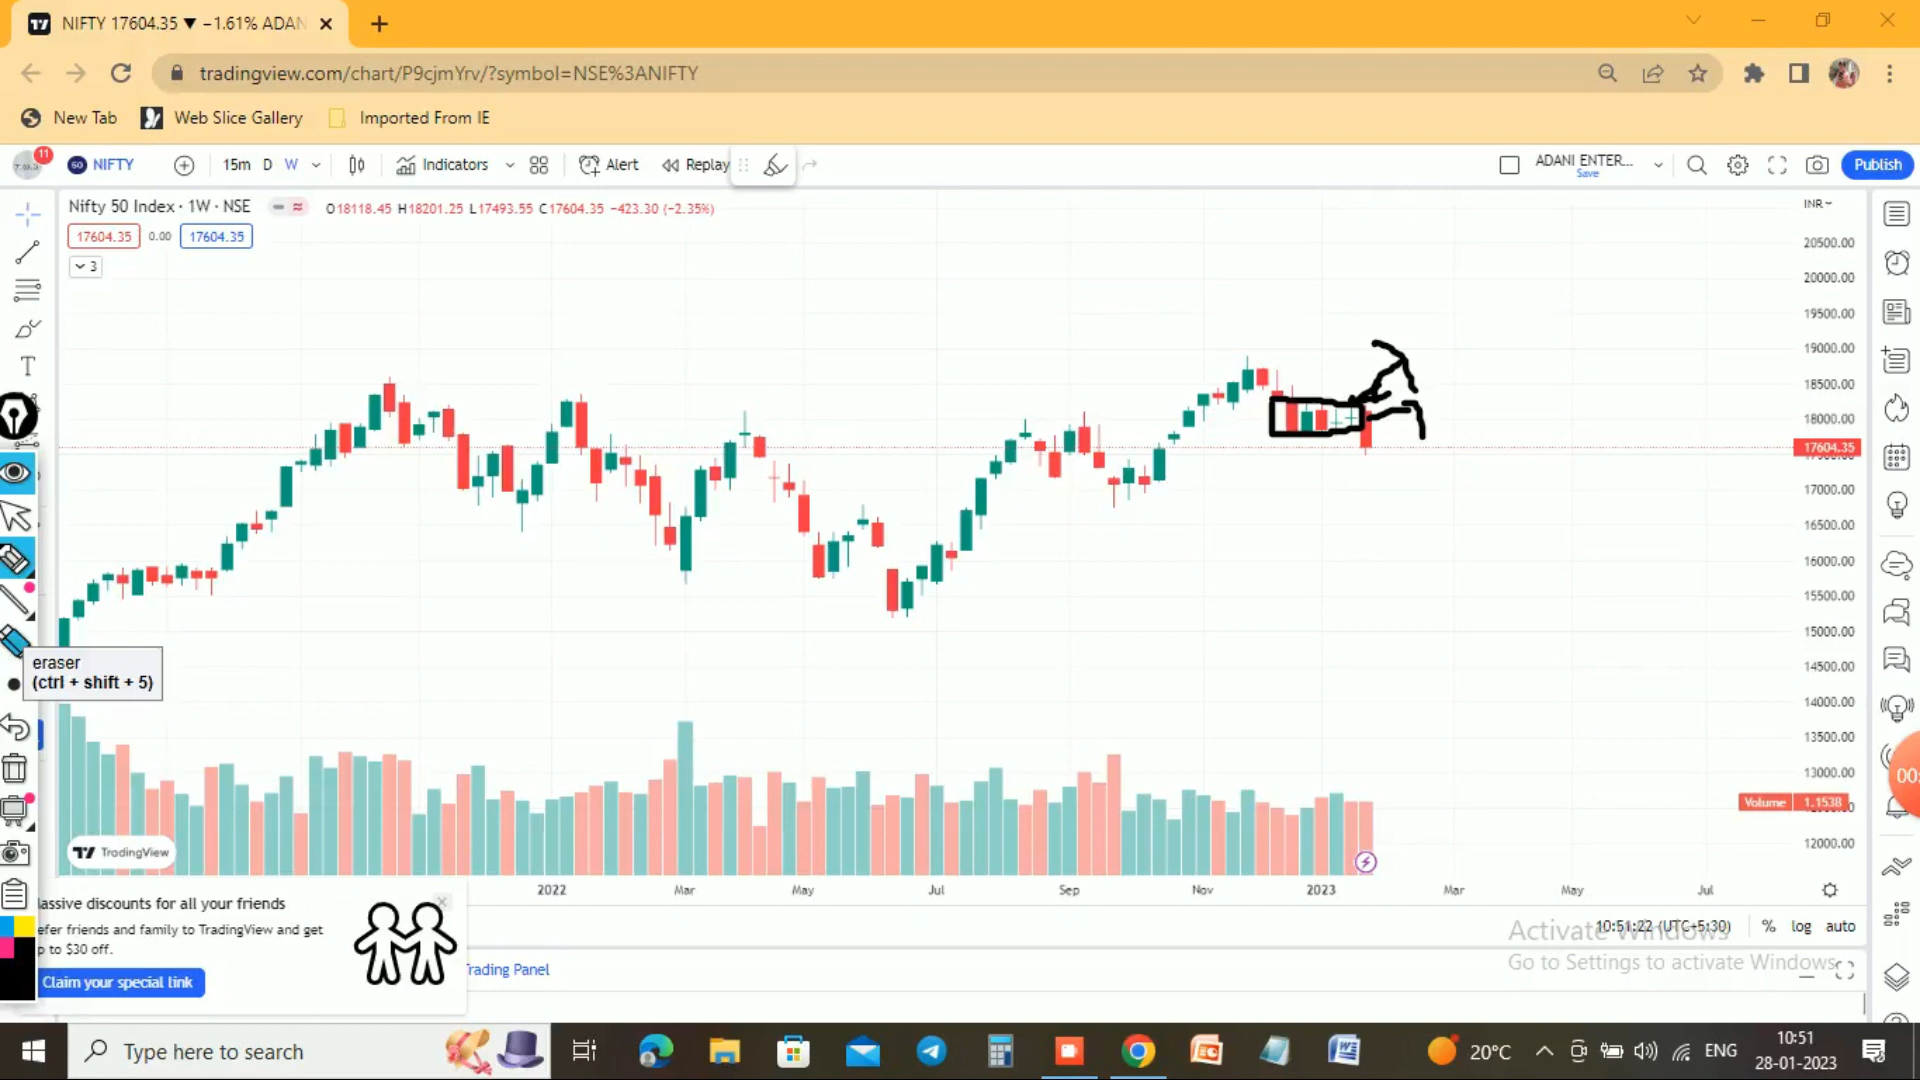 NIFTY 17604.35 ▼ −1.61% ADAN
tradingview.com/chart/P9cjmYrv/?symbol=NSE%3ANIFTY
New Tab Web Slice Gallery Imported From IE
11
50 NIFTY 15m D W Indicators Alert Replay ADANI ENTER... Save Publish
Nifty 50 Index · 1W · NSE O18118.45 H18201.25 L17493.55 C17604.35 −423.30 (−2.35%)
INR
17604.35 0.00 17604.35
3
20500.00
20000.00
19500.00
19000.00
18500.00
18000.00
17604.35
17000.00
16500.00
16000.00
15500.00
15000.00
14500.00
14000.00
13500.00
13000.00
Volume 1.1538
12000.00
eraser
(ctrl + shift + 5)
00:
TradingView
2022 Mar May Jul Sep Nov 2023 Mar May Jul
assive discounts for all your friends
efer friends and family to TradingView and get
p to $30 off.
Claim your special link
10:51:22 (UTC+5:30) % log auto
Trading Panel
Activate Windows
Go to Settings to activate Windows.
Type here to search
20°C ENG
10:51
28-01-2023